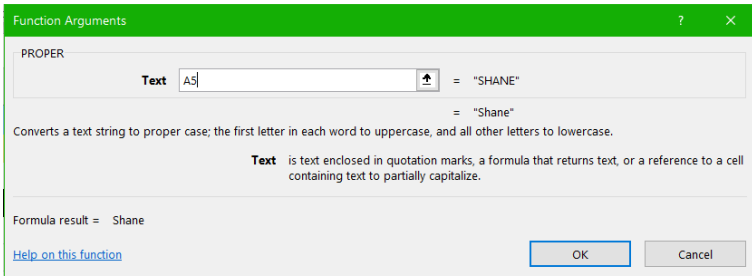 Function Arguments ? ×
PROPER
Text A5 = "SHANE"
= "Shane"
Converts a text string to proper case; the first letter in each word to uppercase, and all other letters to lowercase.
Text is text enclosed in quotation marks, a formula that returns text, or a reference to a cell
containing text to partially capitalize.
Formula result = Shane
Help on this function OK Cancel